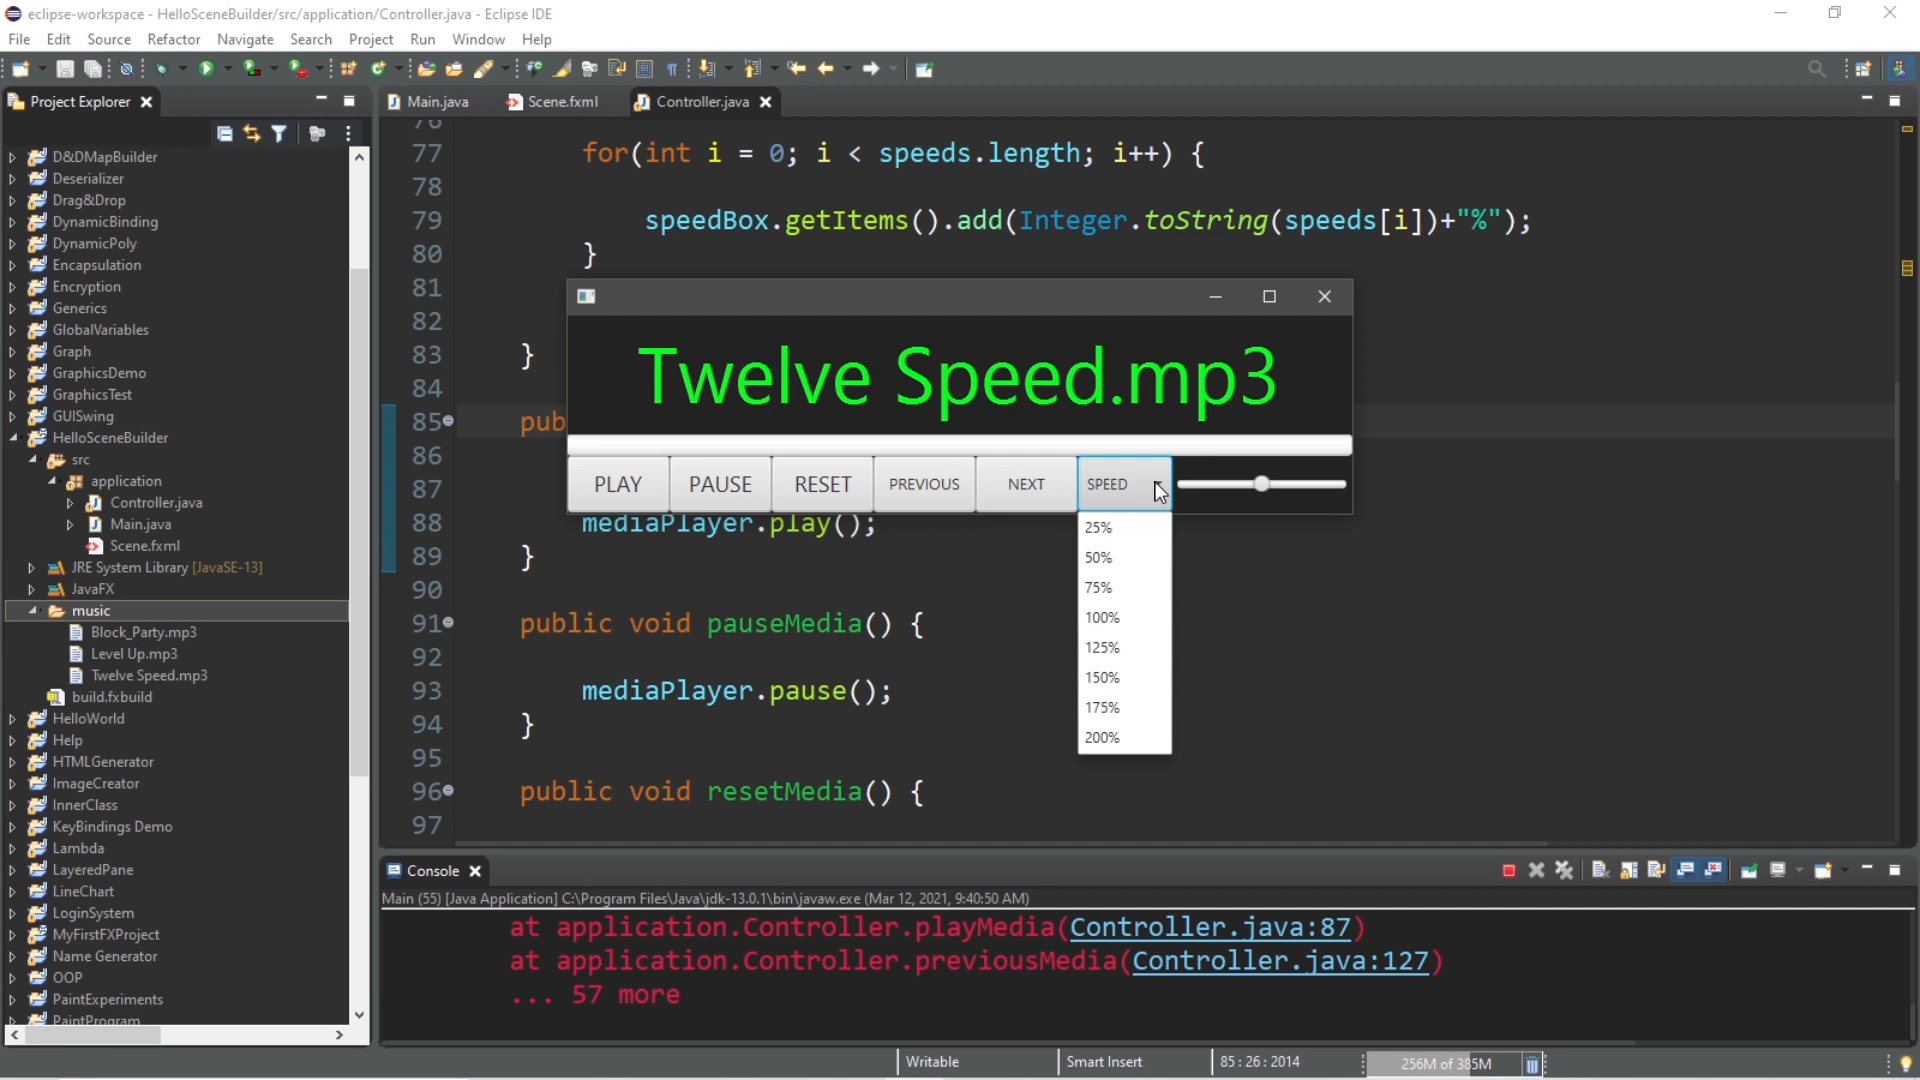 eclipse-workspace - HelloSceneBuilder/src/application/Controller.java - Eclipse IDE
File Edit Source Refactor Navigate Search Project Run Window Help
Project Explorer
D&DMapBuilder
Deserializer
Drag&Drop
DynamicBinding
DynamicPoly
Encapsulation
Encryption
Generics
GlobalVariables
Graph
GraphicsDemo
GraphicsTest
GUISwing
HelloSceneBuilder
src
application
Controller.java
Main.java
Scene.fxml
JRE System Library [JavaSE-13]
JavaFX
music
Block_Party.mp3
Level Up.mp3
Twelve Speed.mp3
build.fxbuild
HelloWorld
Help
HTMLGenerator
ImageCreator
InnerClass
KeyBindings Demo
Lambda
LayeredPane
LineChart
LoginSystem
MyFirstFXProject
Name Generator
OOP
PaintExperiments
PaintProgram
Main.java Scene.fxml Controller.java
76
77 for(int i = 0; i < speeds.length; i++) {
78
79 speedBox.getItems().add(Integer.toString(speeds[i])+"%");
80 }
81
82
83 }
84
85 pub
86
87
88 mediaPlayer.play();
89 }
90
91 public void pauseMedia() {
92
93 mediaPlayer.pause();
94 }
95
96 public void resetMedia() {
97
Twelve Speed.mp3
PLAY PAUSE RESET PREVIOUS NEXT SPEED
25%
50%
75%
100%
125%
150%
175%
200%
Console
Main (55) [Java Application] C:\Program Files\Java\jdk-13.0.1\bin\javaw.exe (Mar 12, 2021, 9:40:50 AM)
at application.Controller.playMedia(Controller.java:87)
at application.Controller.previousMedia(Controller.java:127)
... 57 more
Writable Smart Insert 85 : 26 : 2014 256M of 385M